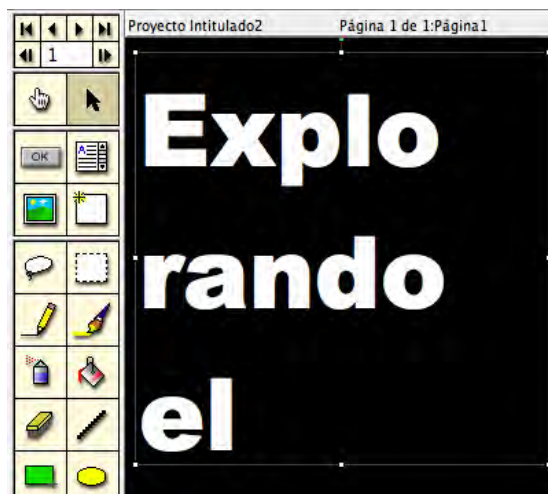 Proyecto Intitulado2 Página 1 de 1:Página1
1
OK
A
Explo
rando
el